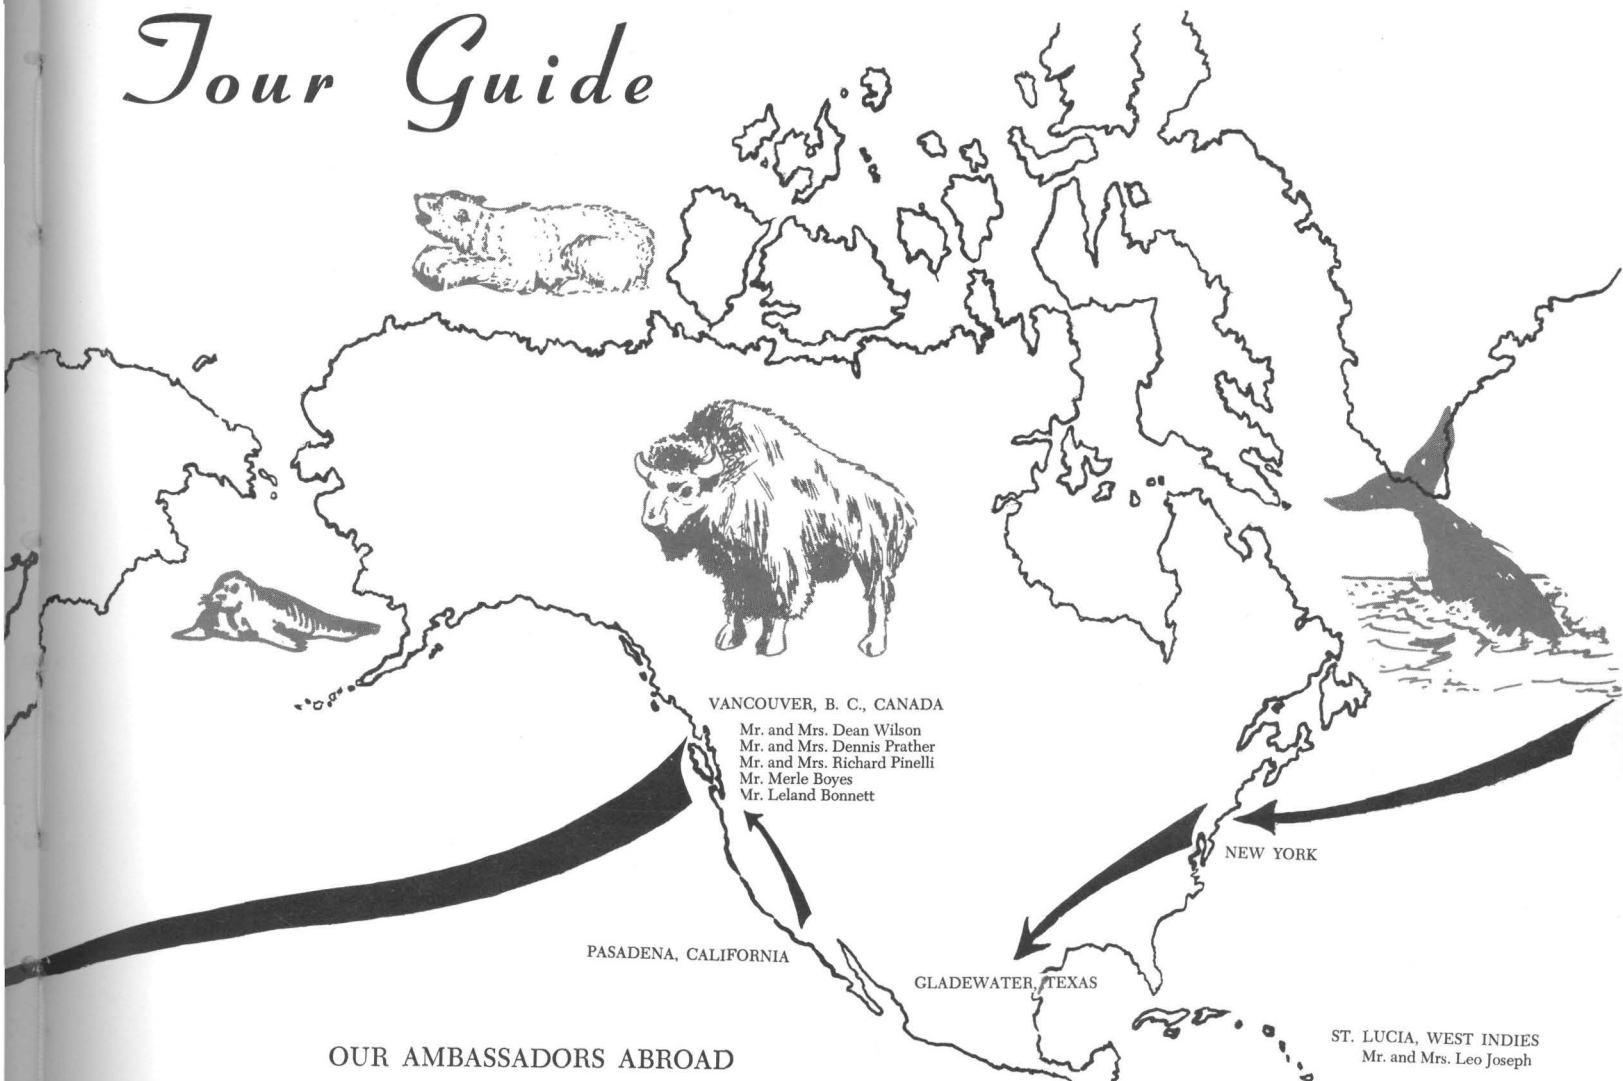 Tour Guide
VANCOUVER, B. C., CANADA
Mr. and Mrs. Dean Wilson
Mr. and Mrs. Dennis Prather
Mr. and Mrs. Richard Pinelli
Mr. Merle Boyes
Mr. Leland Bonnett
NEW YORK
PASADENA, CALIFORNIA
GLADEWATER, TEXAS
ST. LUCIA, WEST INDIES
Mr. and Mrs. Leo Joseph
OUR AMBASSADORS ABROAD